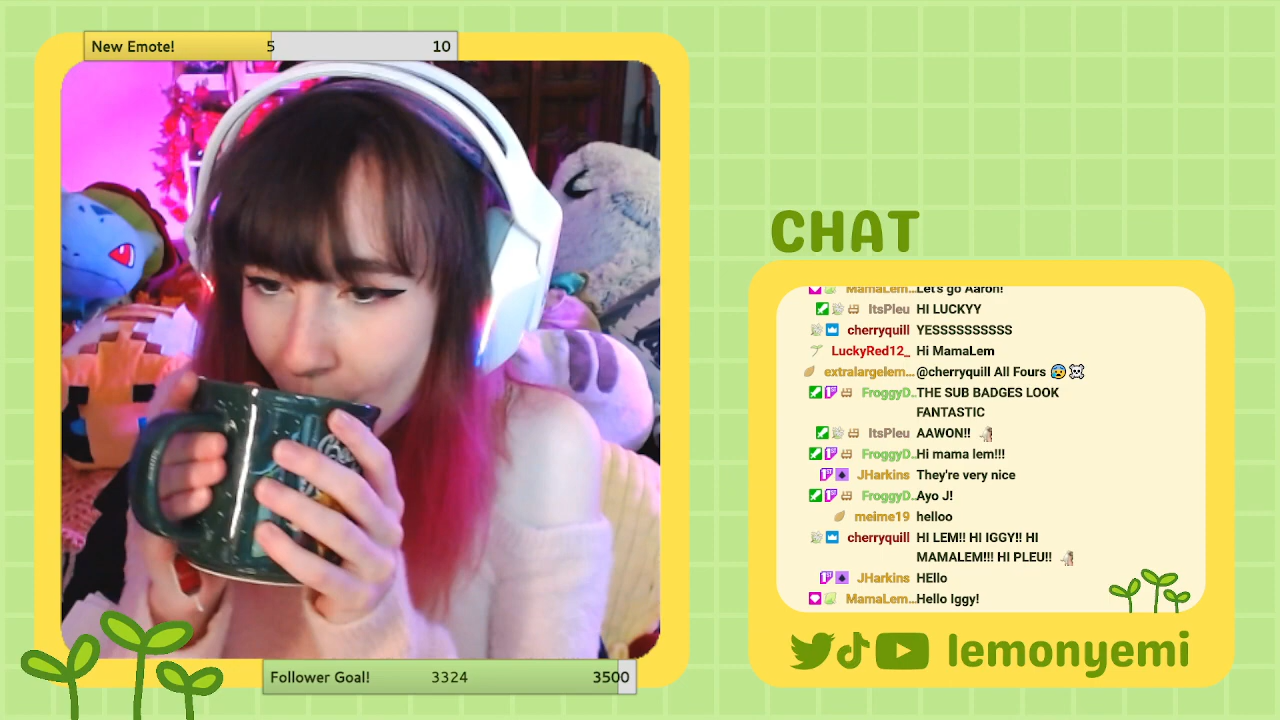 New Emote! 5 10
CHAT
MamaLem... Let's go Aaron!
ItsPleu HI LUCKYY
cherryquill YESSSSSSSSSS
LuckyRed12_ Hi MamaLem
extralargelem... @cherryquill All Fours
FroggyD... THE SUB BADGES LOOK
FANTASTIC
ItsPleu AAWON!!
FroggyD... Hi mama lem!!!
JHarkins They're very nice
FroggyD... Ayo J!
meime19 helloo
cherryquill HI LEM!! HI IGGY!! HI
MAMALEM!!! HI PLEU!!
JHarkins HEllo
MamaLem... Hello Iggy!
lemonyemi
Follower Goal! 3324 3500